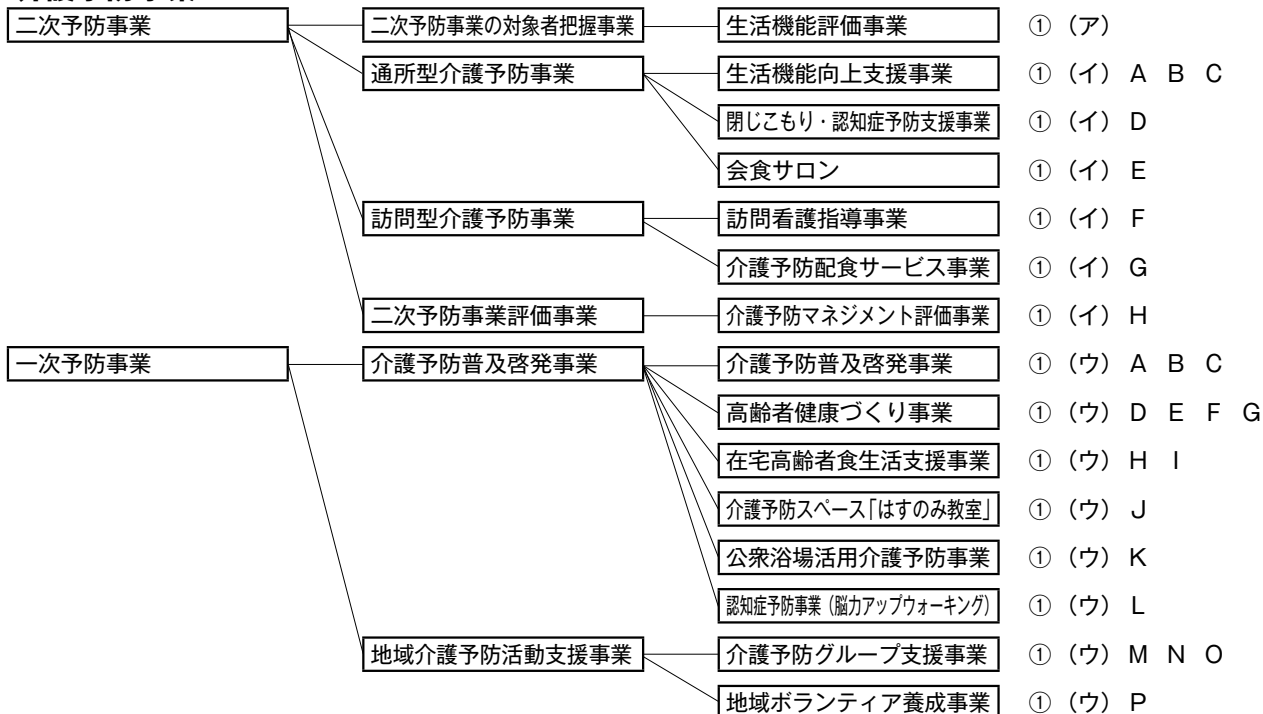 二次予防事業 二次予防事業の対象者把握事業 生活機能評価事業 ①（ア）
通所型介護予防事業 生活機能向上支援事業 ①（イ）A B C
閉じこもり・認知症予防支援事業 ①（イ）D
会食サロン ①（イ）E
訪問型介護予防事業 訪問看護指導事業 ①（イ）F
介護予防配食サービス事業 ①（イ）G
二次予防事業評価事業 介護予防マネジメント評価事業 ①（イ）H
一次予防事業 介護予防普及啓発事業 介護予防普及啓発事業 ①（ウ）A B C
高齢者健康づくり事業 ①（ウ）D E F G
在宅高齢者食生活支援事業 ①（ウ）H I
介護予防スペース「はすのみ教室」 ①（ウ）J
公衆浴場活用介護予防事業 ①（ウ）K
認知症予防事業（脳力アップウォーキング） ①（ウ）L
地域介護予防活動支援事業 介護予防グループ支援事業 ①（ウ）M N O
地域ボランティア養成事業 ①（ウ）P